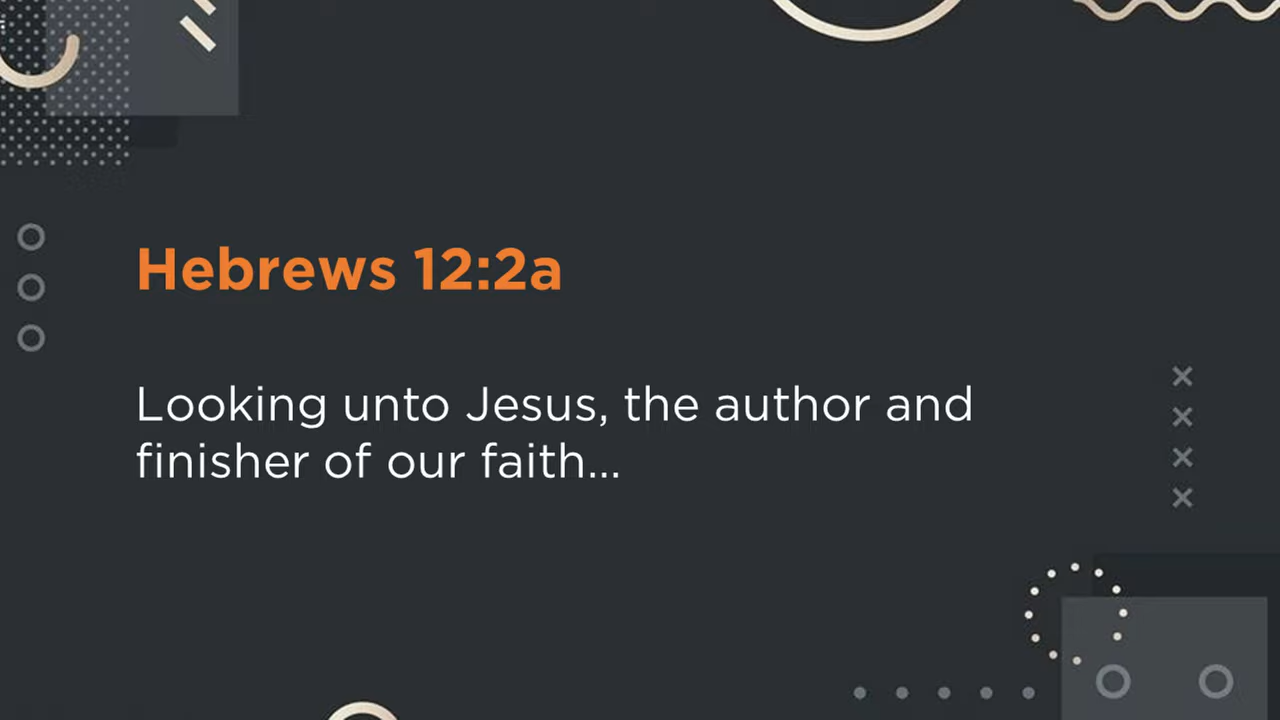 Hebrews 12:2a
Looking unto Jesus, the author and
finisher of our faith...